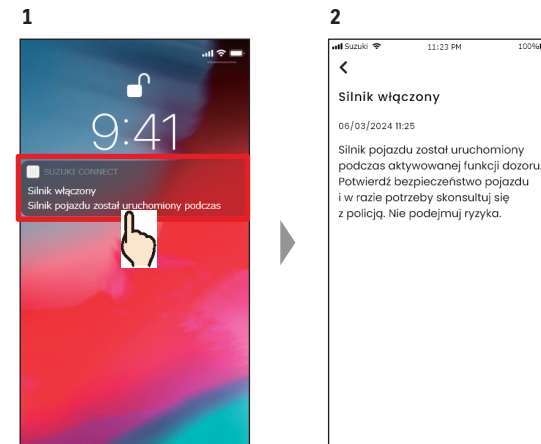 1
9:41
SUZUKI CONNECT
Silnik włączony
Silnik pojazdu został uruchomiony podczas
2
Suzuki 11:23 PM 100%
Silnik włączony
06/03/2024 11:25
Silnik pojazdu został uruchomiony
podczas aktywowanej funkcji dozoru.
Potwierdź bezpieczeństwo pojazdu
i w razie potrzeby skonsultuj się
z policją. Nie podejmuj ryzyka.